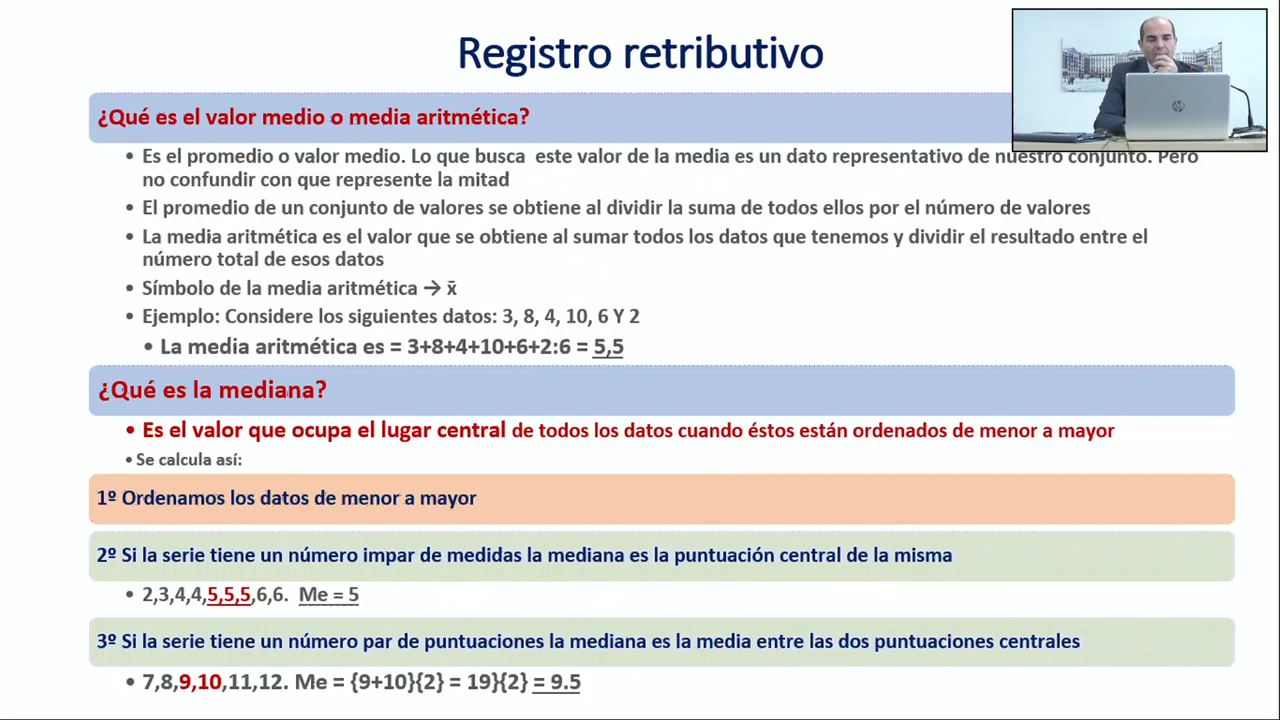 Registro retributivo
¿Qué es el valor medio o media aritmética?
• Es el promedio o valor medio. Lo que busca  este valor de la media es un dato representativo de nuestro conjunto. Pero
no confundir con que represente la mitad
• El promedio de un conjunto de valores se obtiene al dividir la suma de todos ellos por el número de valores
• La media aritmética es el valor que se obtiene al sumar todos los datos que tenemos y dividir el resultado entre el
número total de esos datos
• Símbolo de la media aritmética → x̄
• Ejemplo: Considere los siguientes datos: 3, 8, 4, 10, 6 Y 2
• La media aritmética es = 3+8+4+10+6+2:6 = 5,5
¿Qué es la mediana?
• Es el valor que ocupa el lugar central de todos los datos cuando éstos están ordenados de menor a mayor
• Se calcula así:
1º Ordenamos los datos de menor a mayor
2º Si la serie tiene un número impar de medidas la mediana es la puntuación central de la misma
• 2,3,4,4,5,5,5,6,6.  Me = 5
3º Si la serie tiene un número par de puntuaciones la mediana es la media entre las dos puntuaciones centrales
• 7,8,9,10,11,12. Me = {9+10}{2} = 19}{2} = 9.5
hp